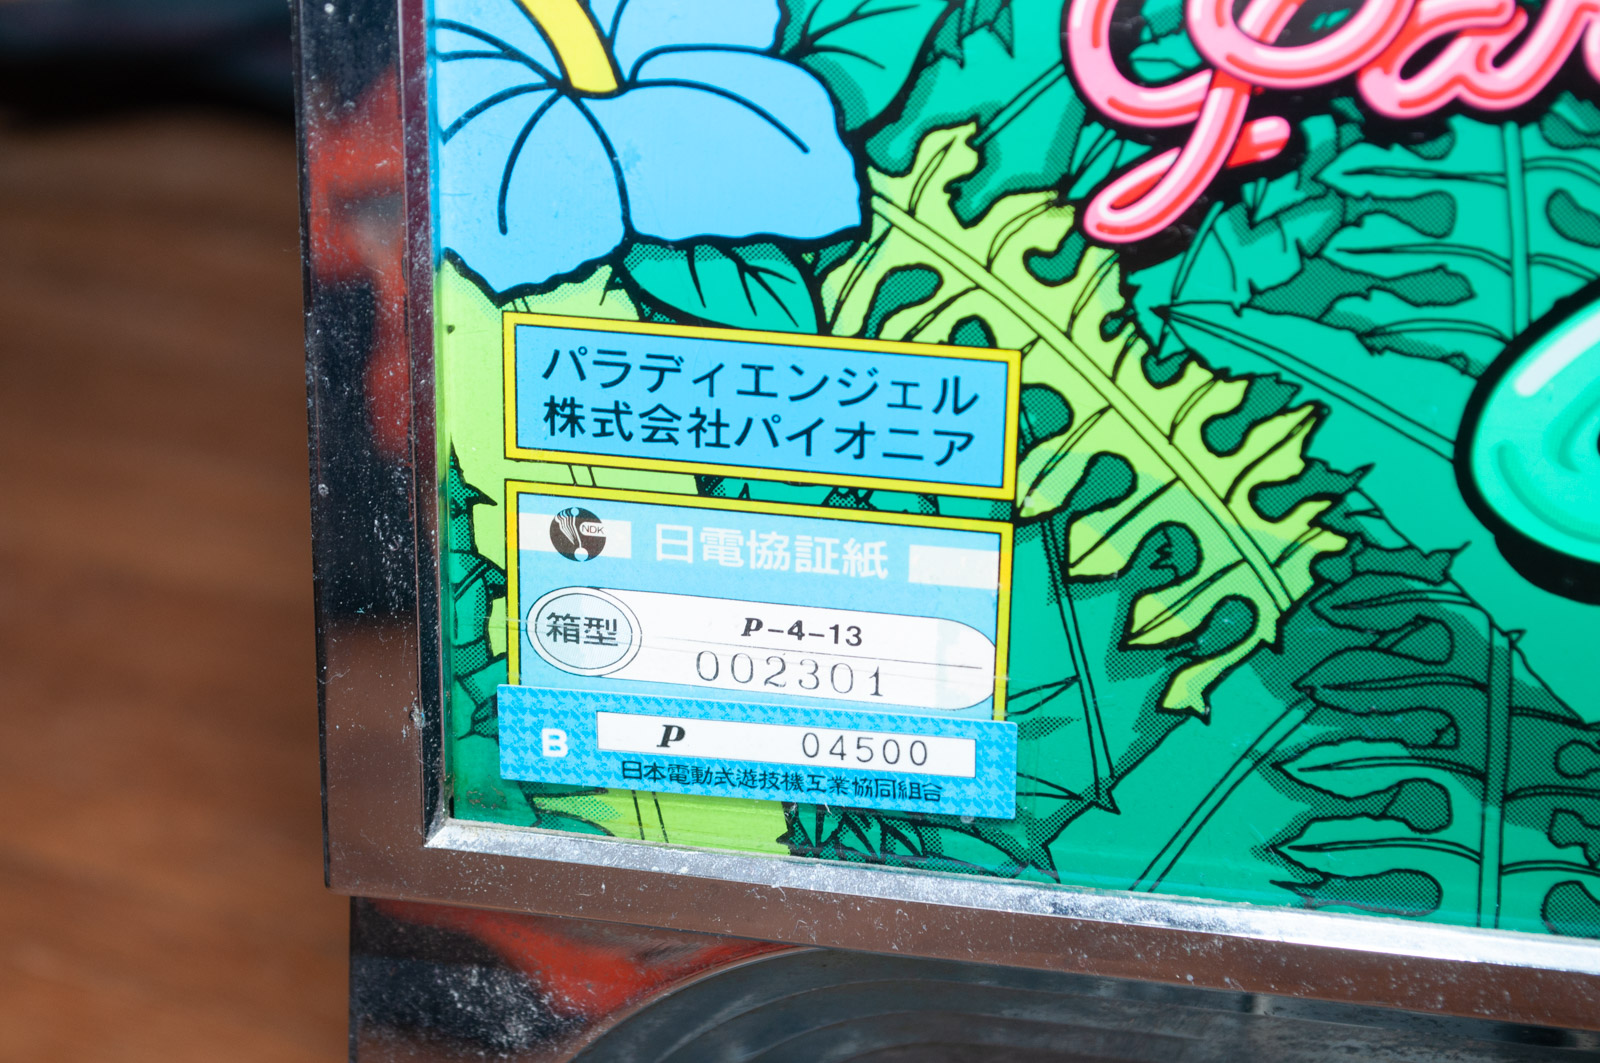 パラディエンジェル
株式会社パイオニア
NDK
日電協証紙
箱型
P-4-13
002301
B
P 04500
日本電動式遊技機工業協同組合